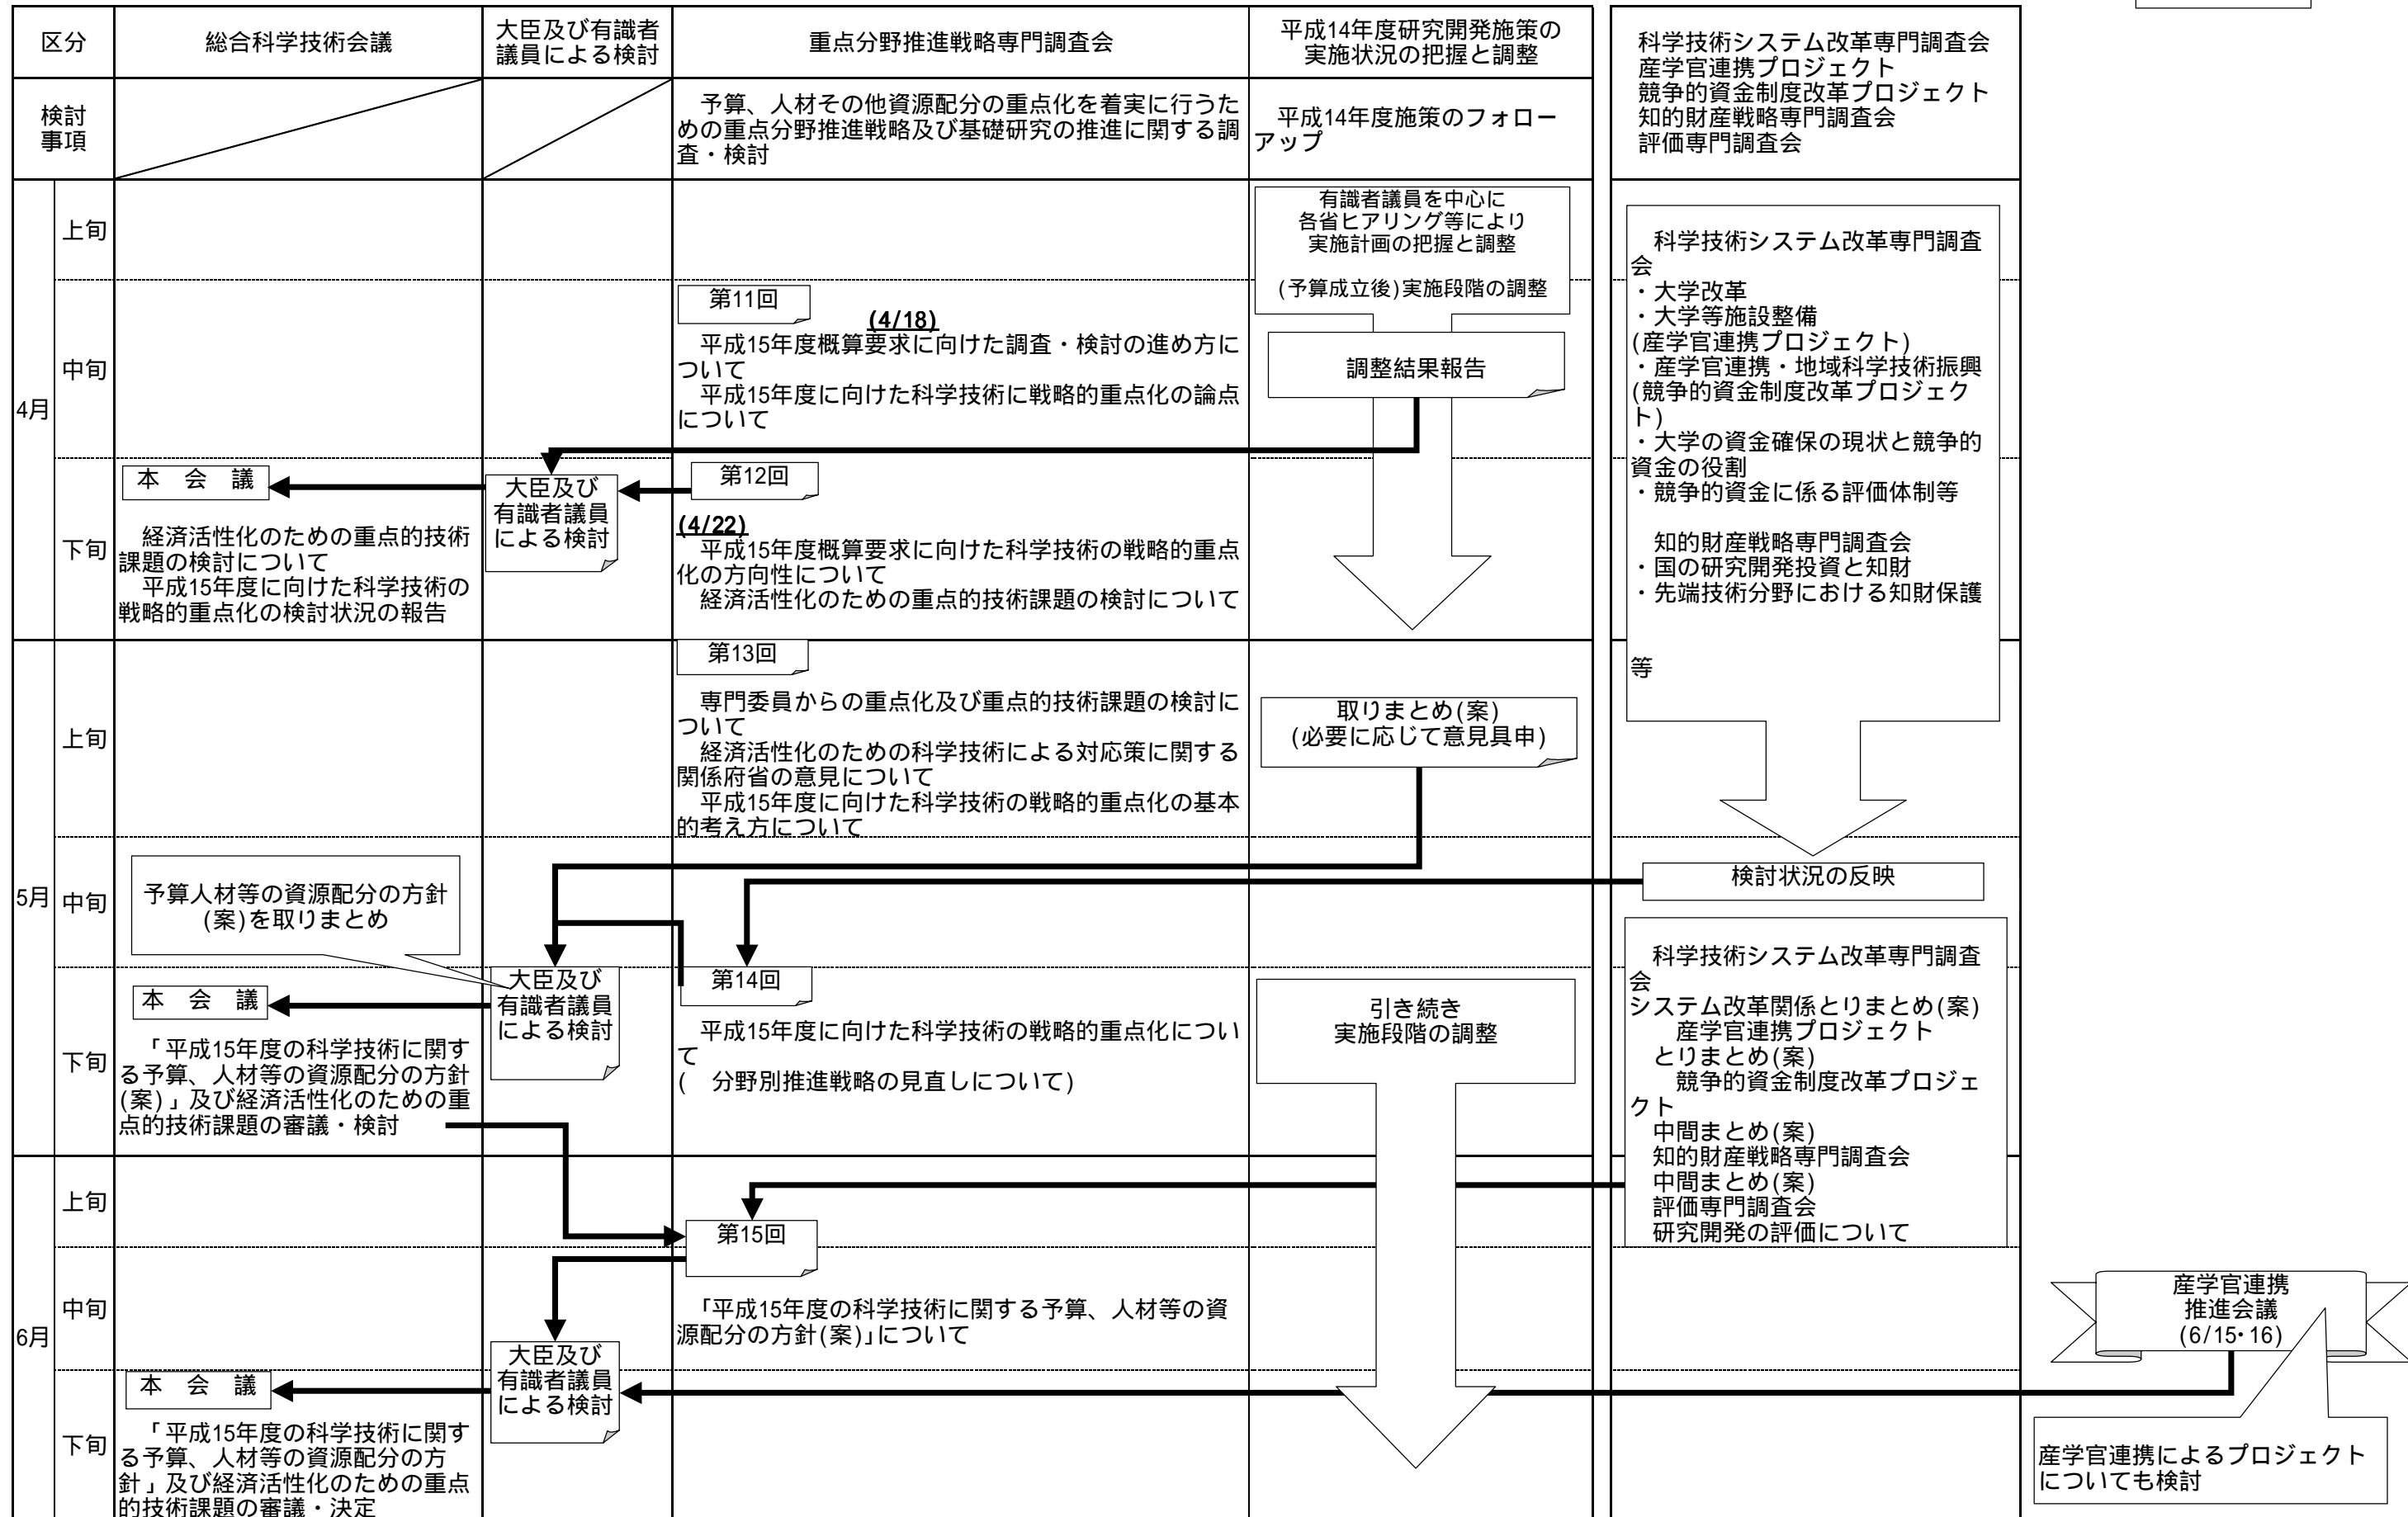 区分
総合科学技術会議
大臣及び有識者
議員による検討
重点分野推進戦略専門調査会
平成14年度研究開発施策の
実施状況の把握と調整
科学技術システム改革専門調査会
産学官連携プロジェクト
競争的資金制度改革プロジェクト
知的財産戦略専門調査会
評価専門調査会
検討
事項
予算、人材その他資源配分の重点化を着実に行うた
めの重点分野推進戦略及び基礎研究の推進に関する調
査・検討
平成14年度施策のフォロー
アップ
4月
上旬
有識者議員を中心に
各省ヒアリング等により
実施計画の把握と調整
(予算成立後)実施段階の調整
科学技術システム改革専門調査
会
・大学改革
・大学等施設整備
(産学官連携プロジェクト)
・産学官連携・地域科学技術振興
(競争的資金制度改革プロジェク
ト)
・大学の資金確保の現状と競争的
資金の役割
・競争的資金に係る評価体制等
知的財産戦略専門調査会
・国の研究開発投資と知財
・先端技術分野における知財保護
等
中旬
第11回
(4/18)
平成15年度概算要求に向けた調査・検討の進め方に
ついて
平成15年度に向けた科学技術に戦略的重点化の論点
について
調整結果報告
下旬
本　会　議
経済活性化のための重点的技術
課題の検討について
平成15年度に向けた科学技術の
戦略的重点化の検討状況の報告
大臣及び
有識者議員
による検討
第12回
(4/22)
平成15年度概算要求に向けた科学技術の戦略的重点
化の方向性について
経済活性化のための重点的技術課題の検討について
5月
上旬
第13回
専門委員からの重点化及び重点的技術課題の検討に
ついて
経済活性化のための科学技術による対応策に関する
関係府省の意見について
平成15年度に向けた科学技術の戦略的重点化の基本
的考え方について
取りまとめ(案)
(必要に応じて意見具申)
中旬
予算人材等の資源配分の方針
(案)を取りまとめ
検討状況の反映
下旬
本　会　議
「平成15年度の科学技術に関す
る予算、人材等の資源配分の方針
(案)」及び経済活性化のための重
点的技術課題の審議・検討
大臣及び
有識者議員
による検討
第14回
平成15年度に向けた科学技術の戦略的重点化につい
て
(　分野別推進戦略の見直しについて)
引き続き
実施段階の調整
科学技術システム改革専門調査
会
システム改革関係とりまとめ(案)
産学官連携プロジェクト
とりまとめ(案)
競争的資金制度改革プロジェ
クト
中間まとめ(案)
知的財産戦略専門調査会
中間まとめ(案)
評価専門調査会
研究開発の評価について
6月
上旬
第15回
中旬
「平成15年度の科学技術に関する予算、人材等の資
源配分の方針(案)」について
産学官連携
推進会議
(6/15・16)
下旬
本　会　議
「平成15年度の科学技術に関す
る予算、人材等の資源配分の方
針」及び経済活性化のための重点
的技術課題の審議・決定
大臣及び
有識者議員
による検討
産学官連携によるプロジェクト
についても検討